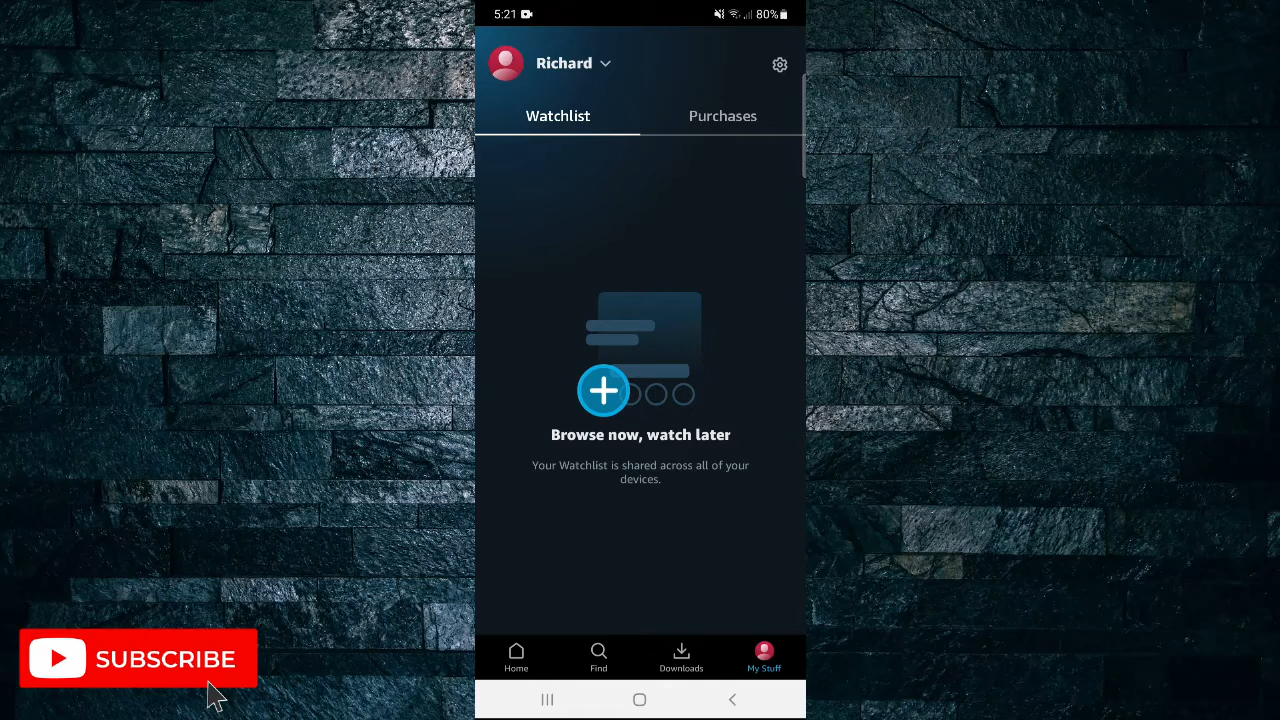 5:21
80%
Richard
Watchlist
Purchases
Browse now, watch later
Your Watchlist is shared across all of your
devices.
Home
Find
Downloads
My Stuff
SUBSCRIBE